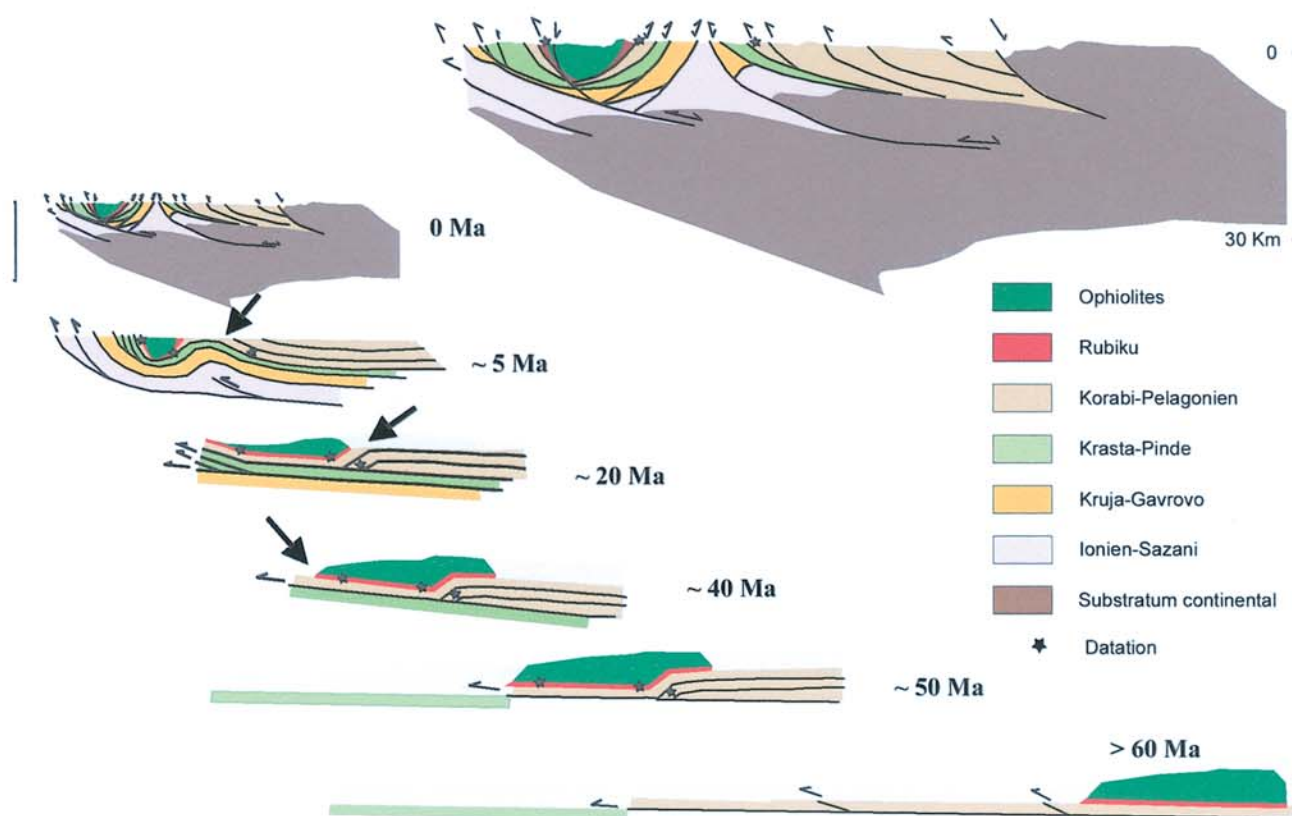 0
30 Km
0 Ma
~ 5 Ma
~ 20 Ma
~ 40 Ma
~ 50 Ma
> 60 Ma
Ophiolites
Rubiku
Korabi-Pelagonien
Krasta-Pinde
Kruja-Gavrovo
Ionien-Sazani
Substratum continental
Datation